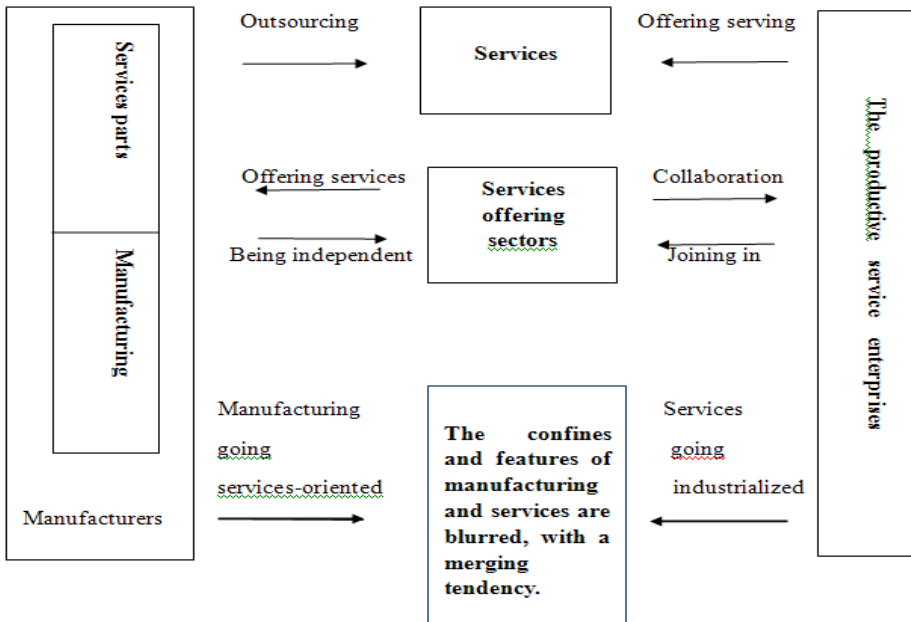 Outsourcing
Offering serving
Services parts
Services
Offering services
Services
offering
sectors
Collaboration
Being independent
Joining in
Manufacturing
The productive service enterprises
Manufacturing
going
services-oriented
The confines
and features of
manufacturing
and services are
blurred, with a
merging
tendency.
Services
going
industrialized
Manufacturers